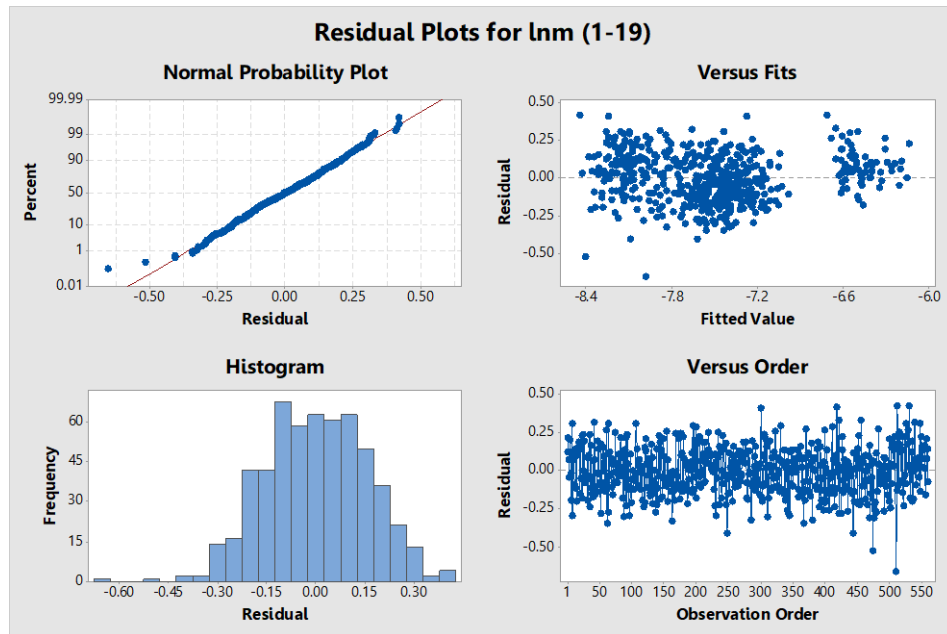 Residual Plots for lnm (1-19)
Normal Probability Plot
99.99
99
90
50
10
1
0.01
Percent
-0.50 -0.25 0.00 0.25 0.50
Residual
Versus Fits
0.50
0.25
0.00
-0.25
-0.50
Residual
-8.4 -7.8 -7.2 -6.6 -6.0
Fitted Value
Histogram
60
45
30
15
0
Frequency
-0.60 -0.45 -0.30 -0.15 0.00 0.15 0.30
Residual
Versus Order
0.50
0.25
0.00
-0.25
-0.50
Residual
1 50 100 150 200 250 300 350 400 450 500 550
Observation Order